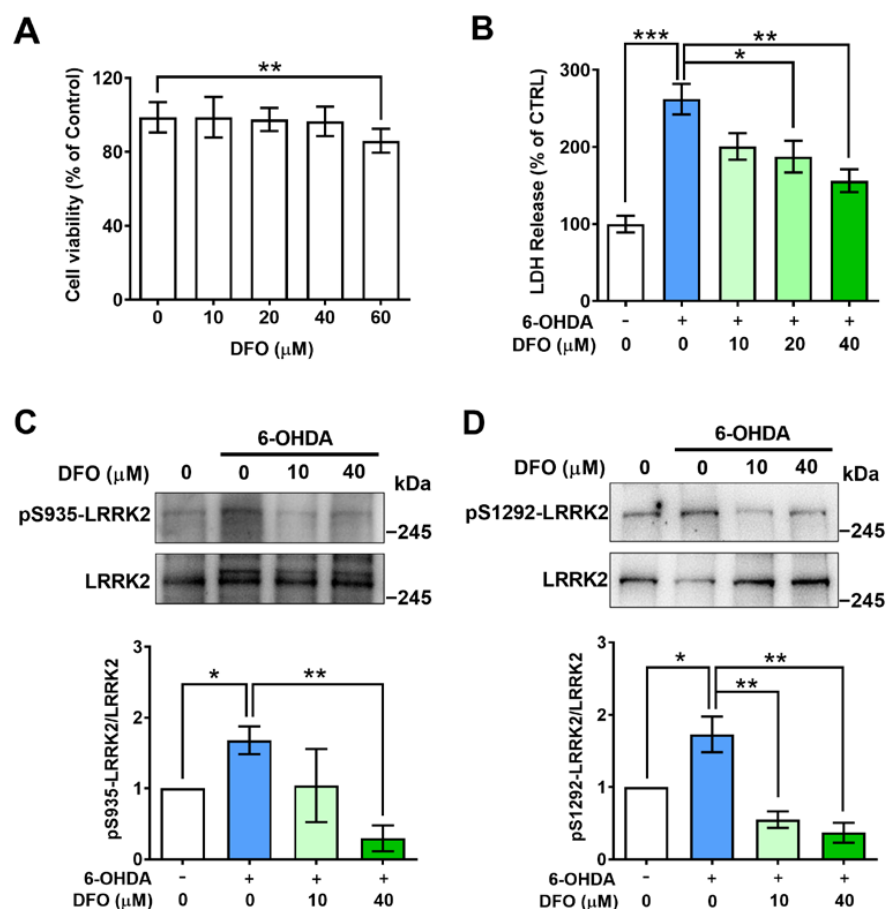 A
Cell viability (% of Control)
120
80
40
0
**
0 10 20 40 60
DFO (μM)
B
LDH Release (% of CTRL)
300
200
100
0
*** ** *
6-OHDA - + + + +
DFO (μM) 0 0 10 20 40
C
6-OHDA
DFO (μM) 0 0 10 40 kDa
pS935-LRRK2
–245
LRRK2
–245
pS935-LRRK2/LRRK2
3
2
1
0
* **
6-OHDA - + + +
DFO (μM) 0 0 10 40
D
6-OHDA
DFO (μM) 0 0 10 40 kDa
pS1292-LRRK2
–245
LRRK2
–245
pS1292-LRRK2/LRRK2
3
2
1
0
* ** **
6-OHDA - + + +
DFO (μM) 0 0 10 40